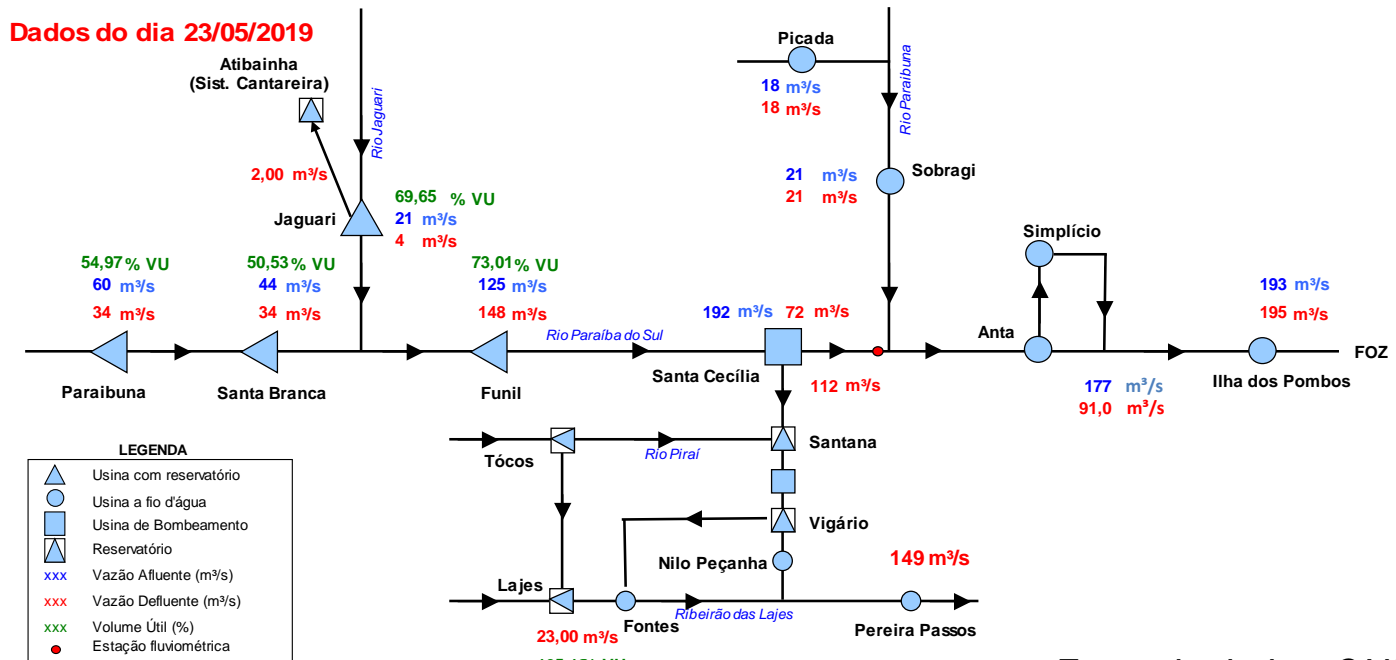 Dados do dia 23/05/2019
Atibainha
(Sist. Cantareira)
Rio Jaguari
2,00 m³/s
Jaguari
69,65 % VU
21 m³/s
4 m³/s
Picada
18 m³/s
18 m³/s
Rio Paraibuna
21 m³/s
21 m³/s
Sobragi
54,97 % VU
60 m³/s
34 m³/s
Paraibuna
50,53 % VU
44 m³/s
34 m³/s
Santa Branca
73,01 % VU
125 m³/s
148 m³/s
Funil
Rio Paraíba do Sul
192 m³/s 72 m³/s
Santa Cecília
112 m³/s
Simplício
Anta
177 m³/s
91,0 m³/s
193 m³/s
195 m³/s
Ilha dos Pombos
FOZ
Tócos
Rio Piraí
Santana
Vigário
Nilo Peçanha
149 m³/s
Lajes
23,00 m³/s
Fontes
Ribeirão das Lajes
Pereira Passos
LEGENDA
Usina com reservatório
Usina a fio d'água
Usina de Bombeamento
Reservatório
xxx Vazão Afluente (m³/s)
xxx Vazão Defluente (m³/s)
xxx Volume Útil (%)
Estação fluviométrica